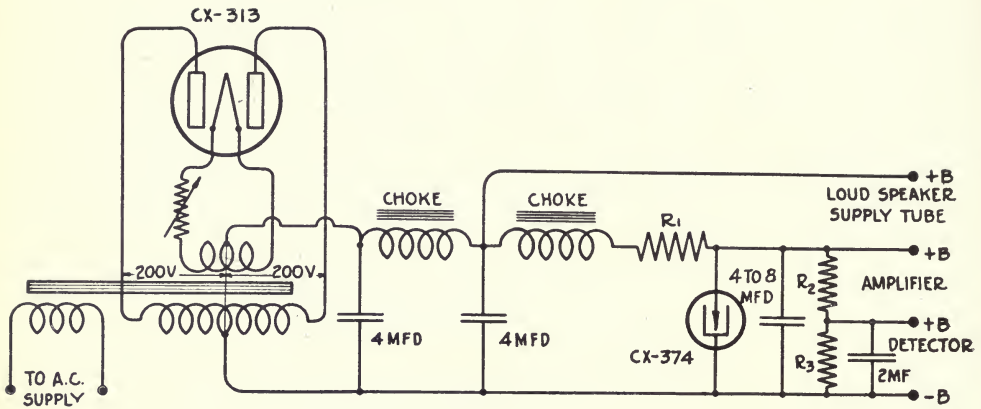 CX-313
200V
200V
TO A.C.
SUPPLY
CHOKE
CHOKE
R1
4 MFD
4 MFD
4 TO 8
MFD
CX-374
R2
R3
2MF
+B
LOUD SPEAKER
SUPPLY TUBE
+B
AMPLIFIER
+B
DETECTOR
-B